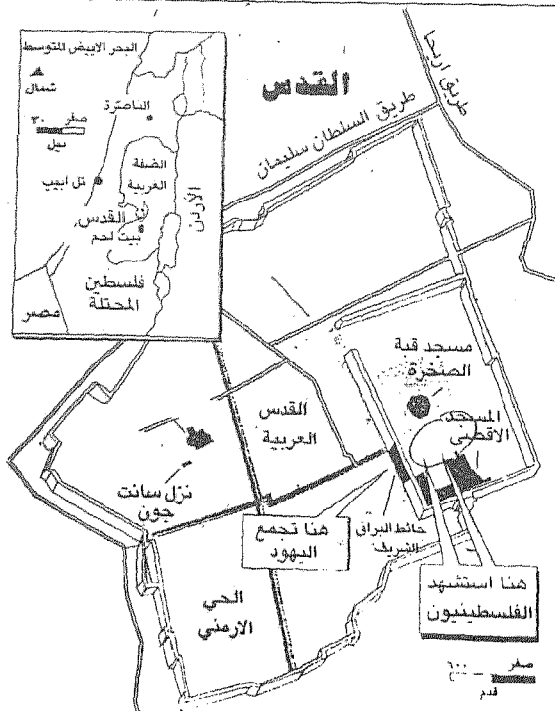 القدس
البحر الابيض المتوسط
شمال
الناصرة
صفر ٣٠
ميل
الضفة
الغربية
تل ابيب
القدس
بيت لحم
الأردن
فلسطين
المحتلة
مصر
طريق السلطان سليمان
طريق اريحا
مسجد قبة
الصخرة
المسجد
الاقصى
القدس
العربية
نزل سانت
جون
هنا تجمع
اليهود
حائط البراق
الشريف
هنا استشهد
الفلسطينيون
الحي
الارمني
صفر ٦٠٠
قدم